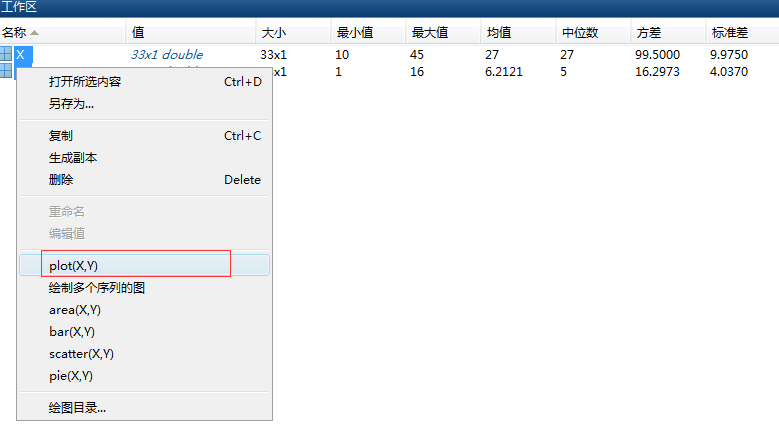 工作区
名称 值 大小 最小值 最大值 均值 中位数 方差 标准差
X 33x1 double 33x1 10 45 27 27 99.5000 9.9750
x1 1 16 6.2121 5 16.2973 4.0370
打开所选内容 Ctrl+D
另存为...
复制 Ctrl+C
生成副本
删除 Delete
重命名
编辑值
plot(X,Y)
绘制多个序列的图
area(X,Y)
bar(X,Y)
scatter(X,Y)
pie(X,Y)
绘图目录...